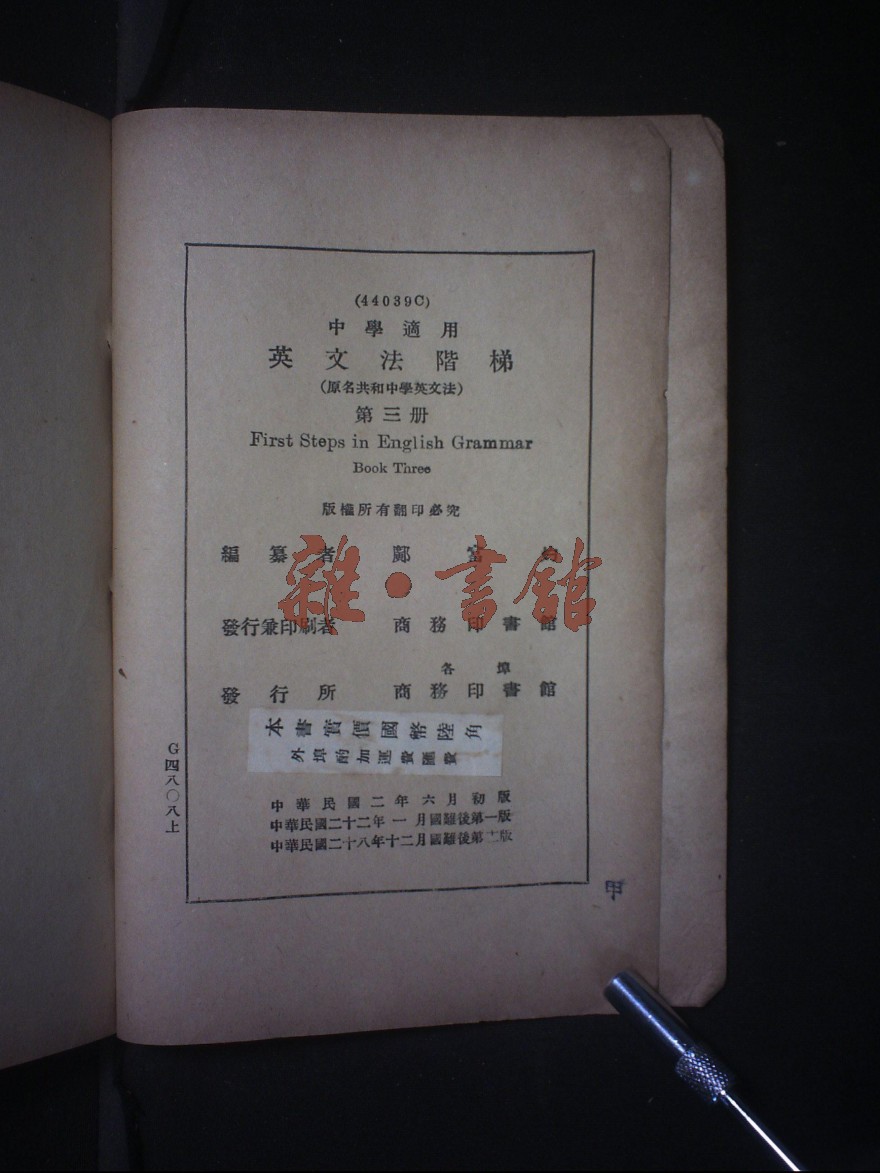 (44039C)
中學適用
英文法階梯
(原名共和中學英文法)
第三册
First Steps in English Grammar
Book Three
版權所有翻印必究
編纂者 鄺富灼
發行兼印刷者 商務印書館
各埠
發行所 商務印書館
本書實價國幣陸角
外埠酌加運費匯費
中華民國二年六月初版
中華民國二十二年一月國難後第一版
中華民國二十八年十二月國難後第二版
G四八〇八上
甲
雜·書館